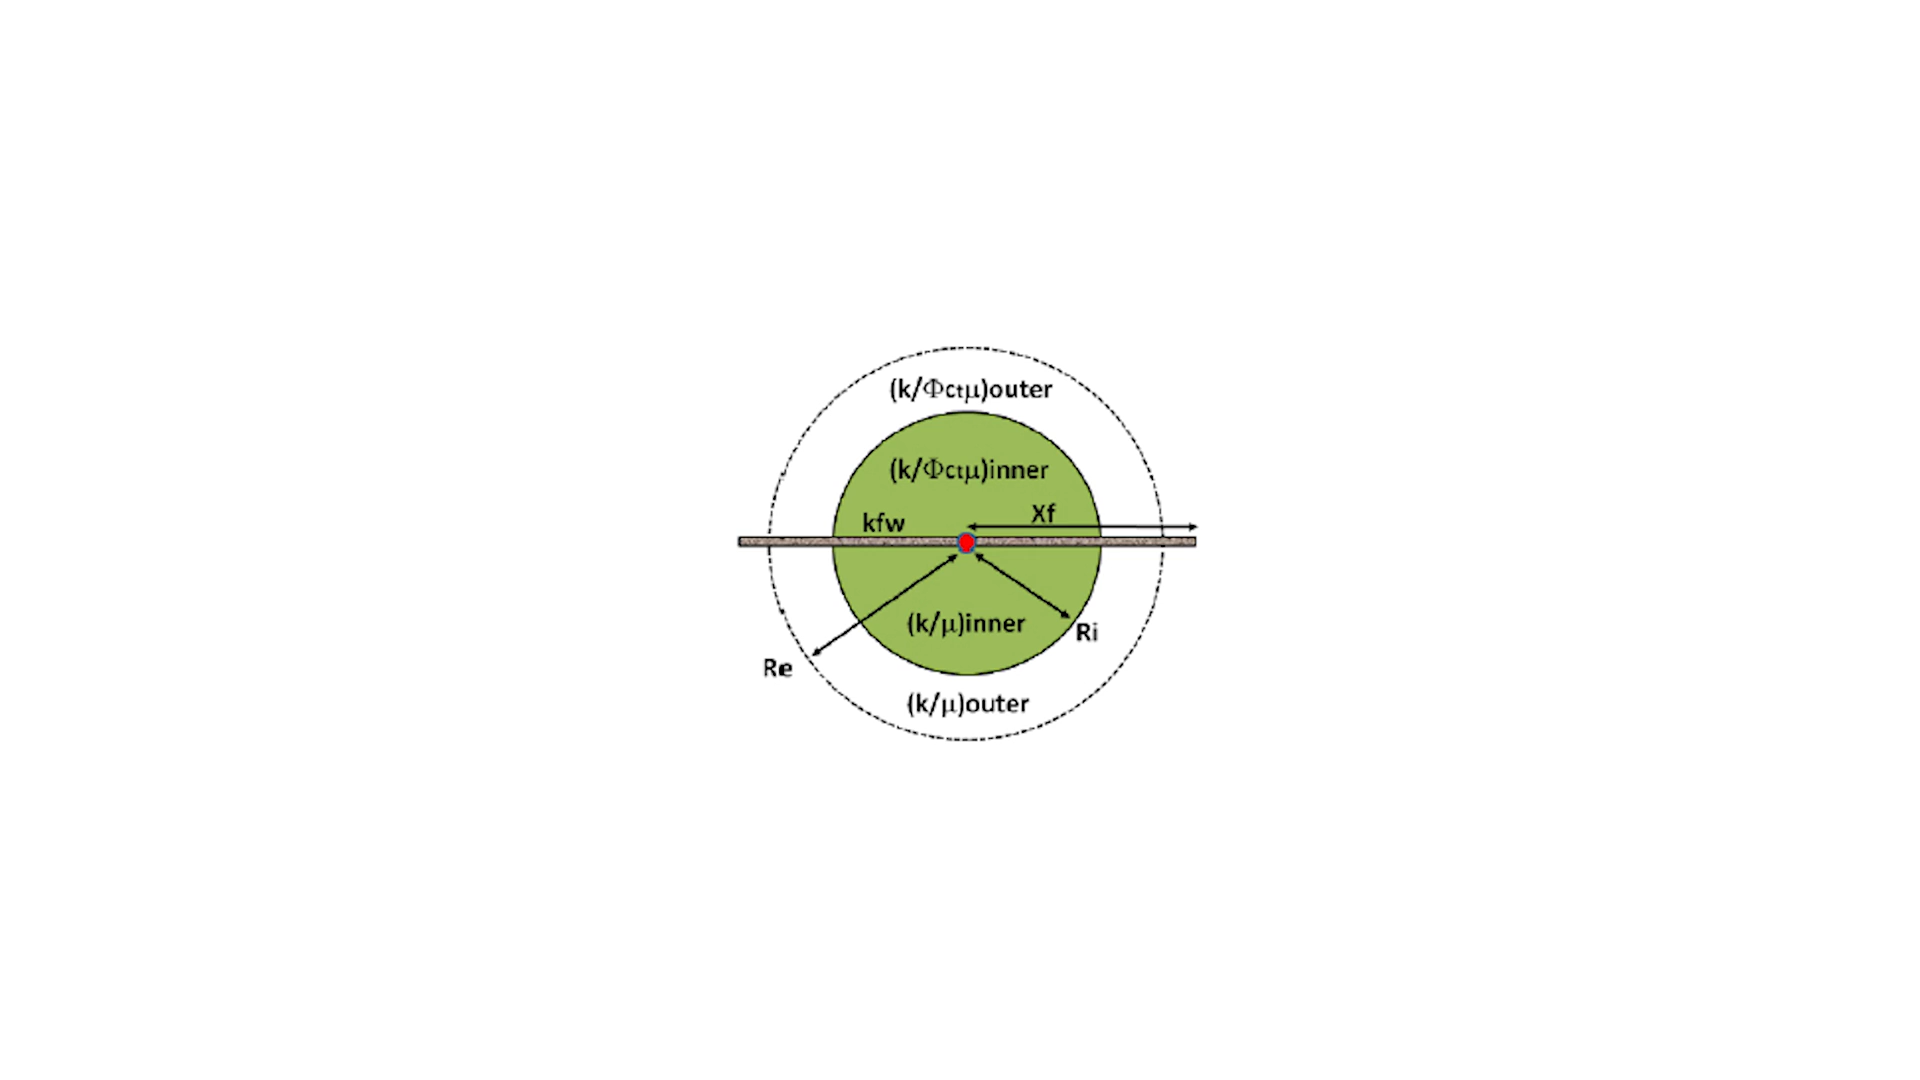 (k/Φctμ)outer
(k/Φctμ)inner
Xf
kfw
(k/μ)inner
Ri
Re
(k/μ)outer